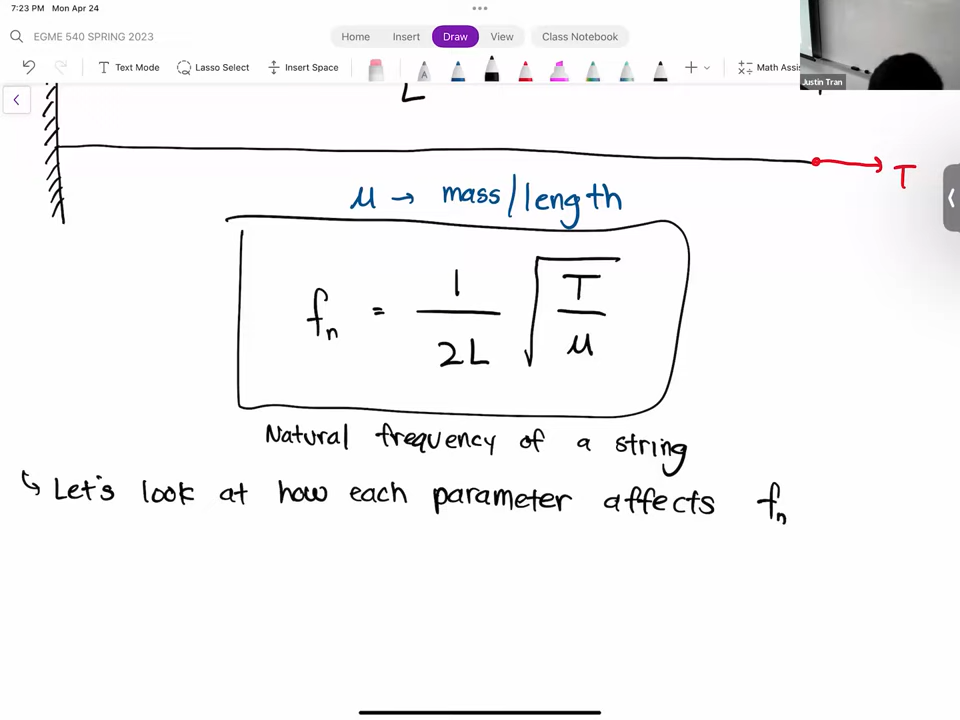 7:23 PM Mon Apr 24
EGME 540 SPRING 2023 Home Insert Draw View Class Notebook
Text Mode Lasso Select Insert Space Math Assis
Justin Tran
L
T
μ → mass/length
fn = 1/2L √T/μ
Natural frequency of a string
↳ Let's look at how each parameter affects fn